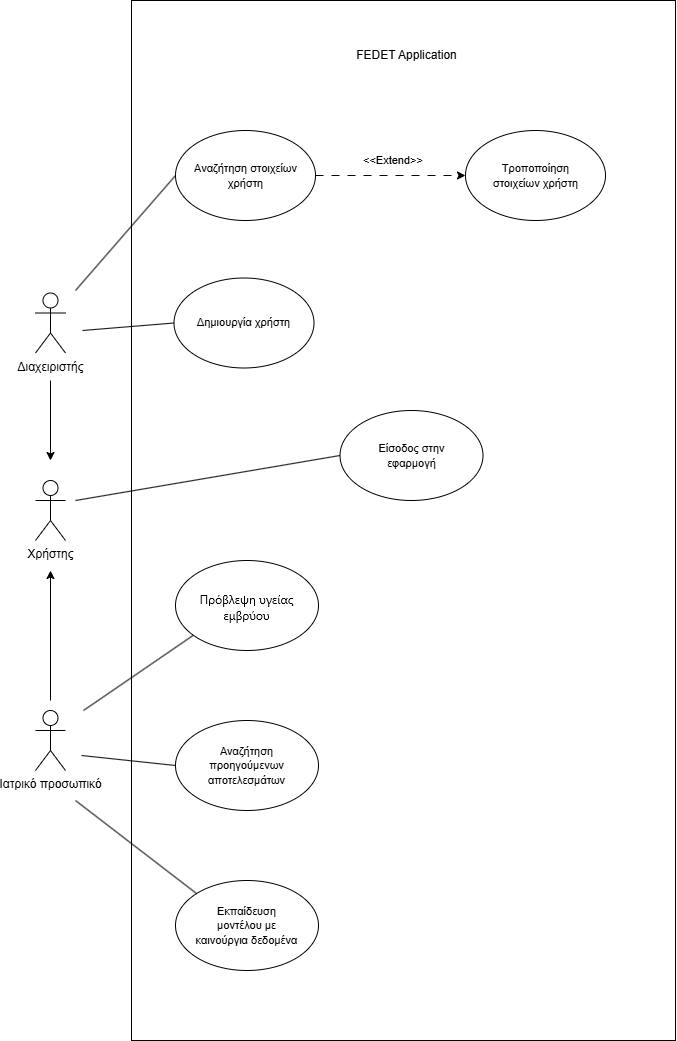 FEDET Application
Αναζήτηση στοιχείων
χρήστη
<<Extend>>
Τροποποίηση
στοιχείων χρήστη
Δημιουργία χρήστη
Διαχειριστής
Είσοδος στην
εφαρμογή
Χρήστης
Πρόβλεψη υγείας
εμβρύου
Αναζήτηση
προηγούμενων
αποτελεσμάτων
Ιατρικό προσωπικό
Εκπαίδευση
μοντέλου με
καινούργια δεδομένα